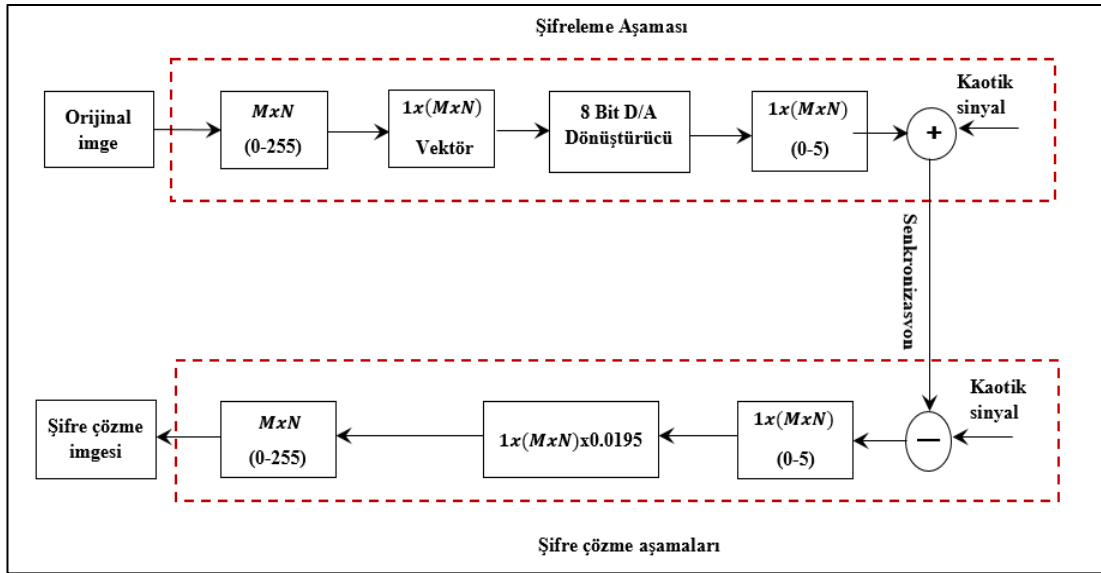 Şifreleme Aşaması
Orijinal
imge
MxN
(0-255)
1x(MxN)
Vektör
8 Bit D/A
Dönüştürücü
1x(MxN)
(0-5)
+
Kaotik
sinyal
Senkronizasvon
Şifre çözme
imgesi
MxN
(0-255)
1x(MxN)x0.0195
1x(MxN)
(0-5)
—
Kaotik
sinyal
Şifre çözme aşamaları